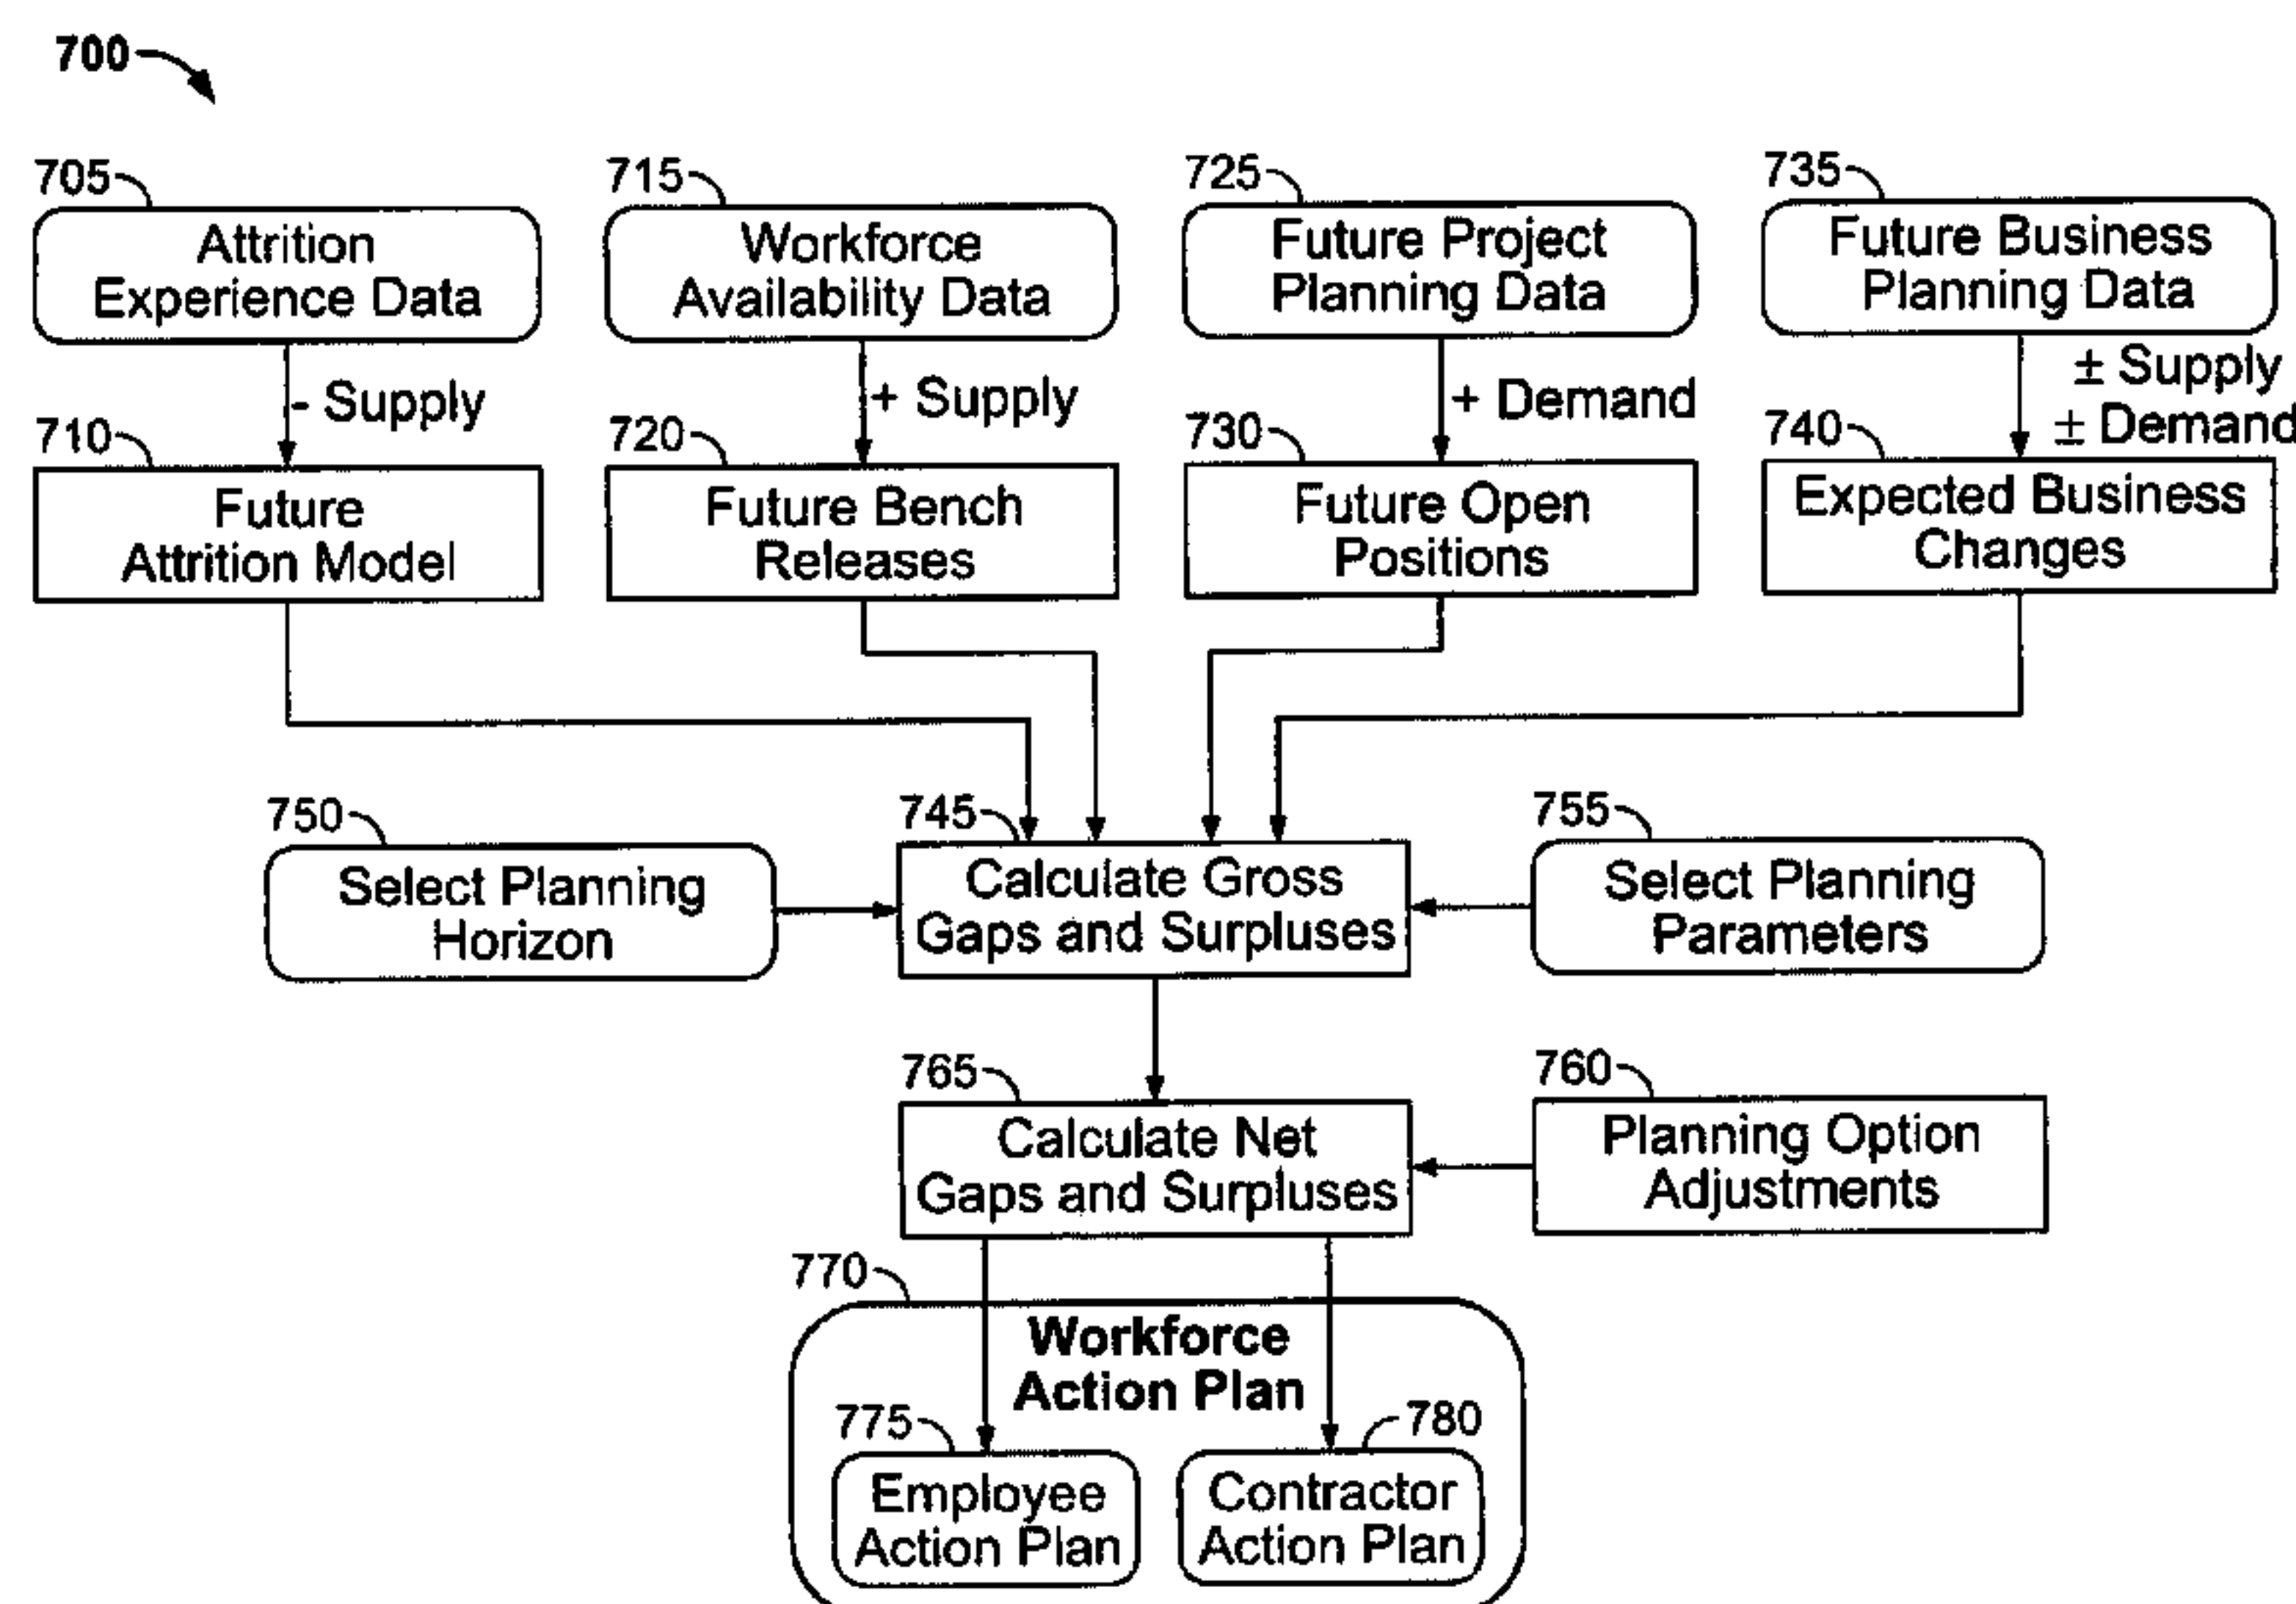 700
705
Attrition
Experience Data
715
Workforce
Availability Data
725
Future Project
Planning Data
735
Future Business
Planning Data
- Supply
+ Supply
+ Demand
± Supply
± Demand
710
Future
Attrition Model
720
Future Bench
Releases
730
Future Open
Positions
740
Expected Business
Changes
750
Select Planning
Horizon
745
Calculate Gross
Gaps and Surpluses
755
Select Planning
Parameters
765
Calculate Net
Gaps and Surpluses
760
Planning Option
Adjustments
770
Workforce
Action Plan
775
Employee
Action Plan
780
Contractor
Action Plan